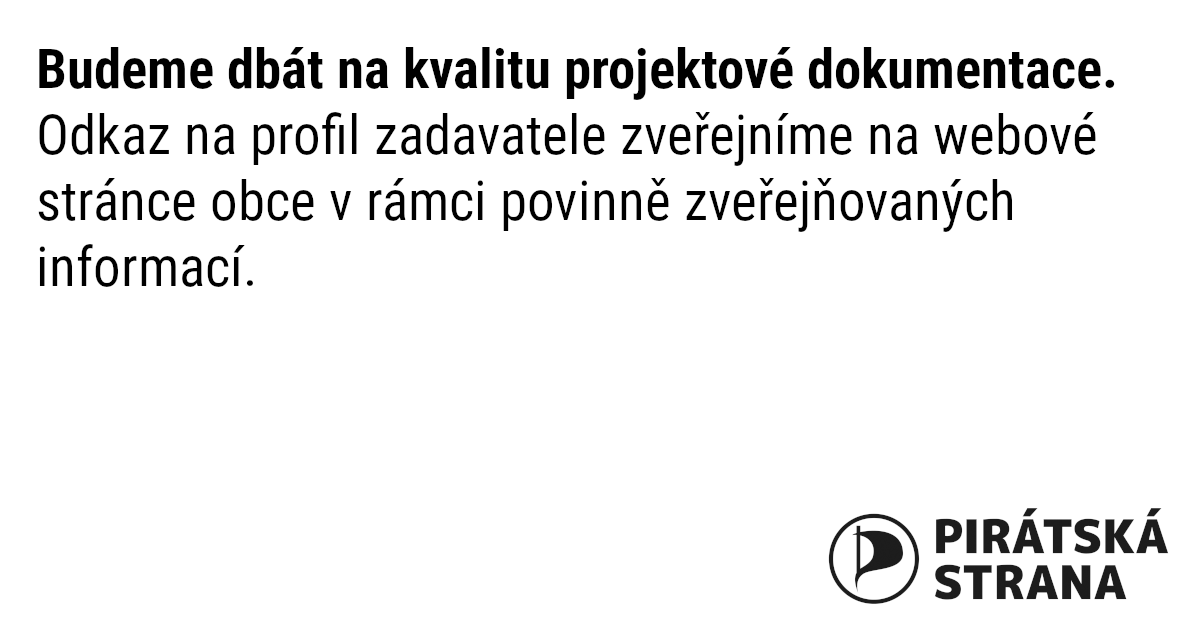 Budeme dbát na kvalitu projektové dokumentace.
Odkaz na profil zadavatele zveřejníme na webové
stránce obce v rámci povinně zveřejňovaných
informací.
PIRÁTSKÁ
STRANA